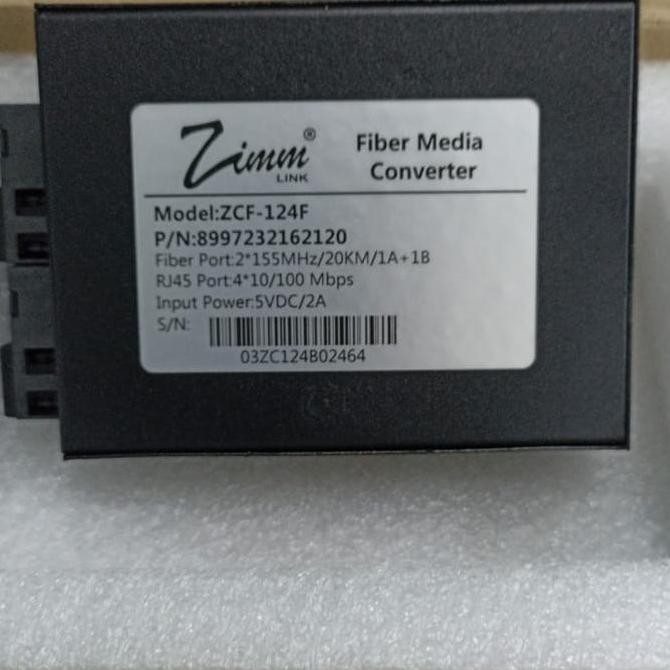 Zimm®
LINK
Fiber Media
Converter
Model:ZCF-124F
P/N:8997232162120
Fiber Port:2*155MHz/20KM/1A+1B
RJ45 Port:4*10/100 Mbps
Input Power:5VDC/2A
S/N:
03ZC124B02464